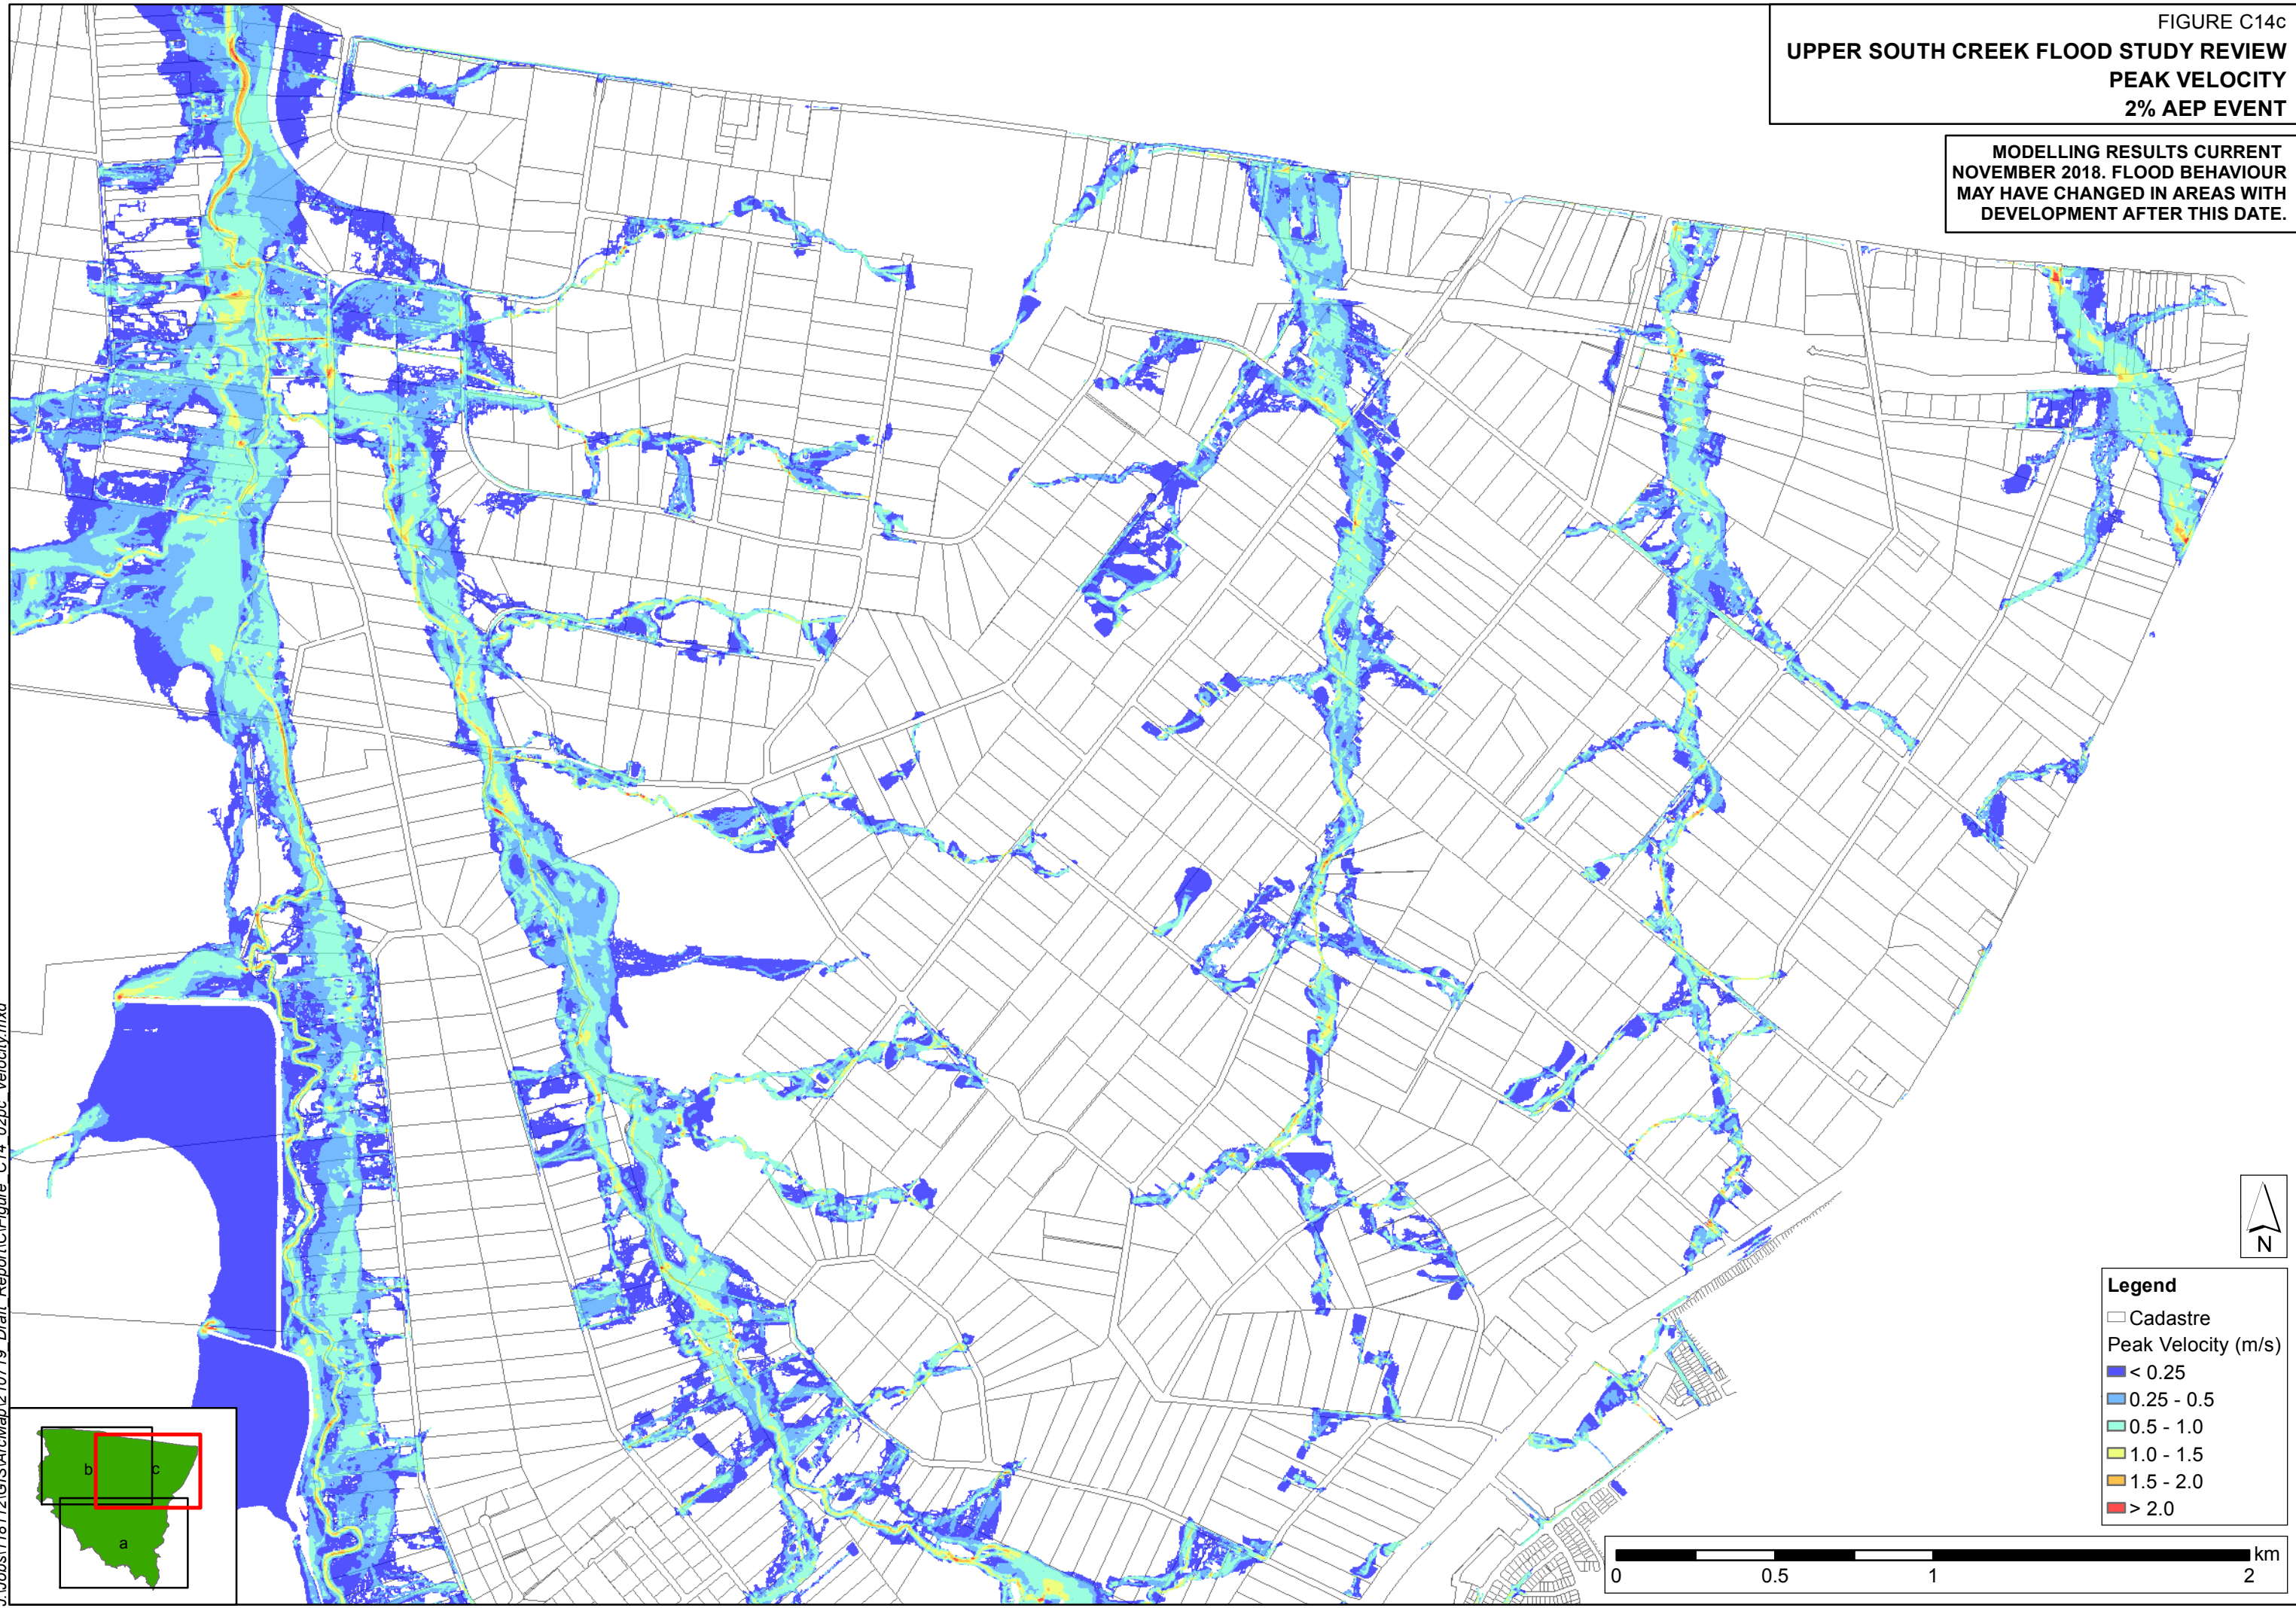 FIGURE C14c
UPPER SOUTH CREEK FLOOD STUDY REVIEW
PEAK VELOCITY
2% AEP EVENT
MODELLING RESULTS CURRENT
NOVEMBER 2018. FLOOD BEHAVIOUR
MAY HAVE CHANGED IN AREAS WITH
DEVELOPMENT AFTER THIS DATE.
N
Legend
Cadastre
Peak Velocity (m/s)
< 0.25
0.25 - 0.5
0.5 - 1.0
1.0 - 1.5
1.5 - 2.0
> 2.0
km
0 0.5 1 2
b c
a